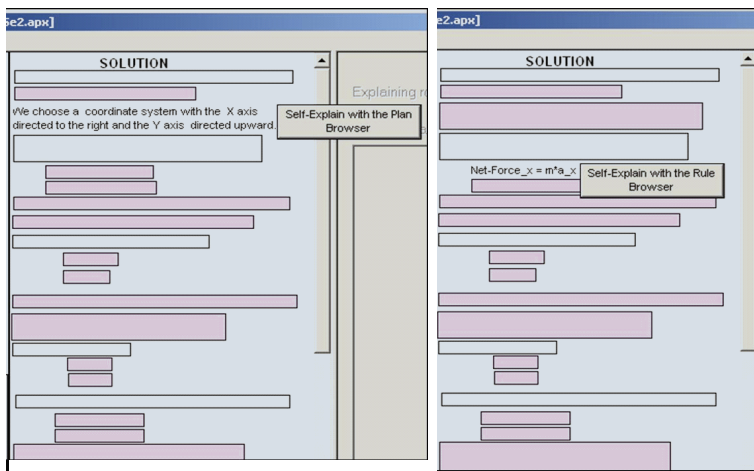 5e2.apx]
SOLUTION
We choose a coordinate system with the X axis
directed to the right and the Y axis directed upward.
Explaining
Self-Explain with the Plan
Browser
e2.apx]
SOLUTION
Net-Force_x = m*a_x
Self-Explain with the Rule
Browser